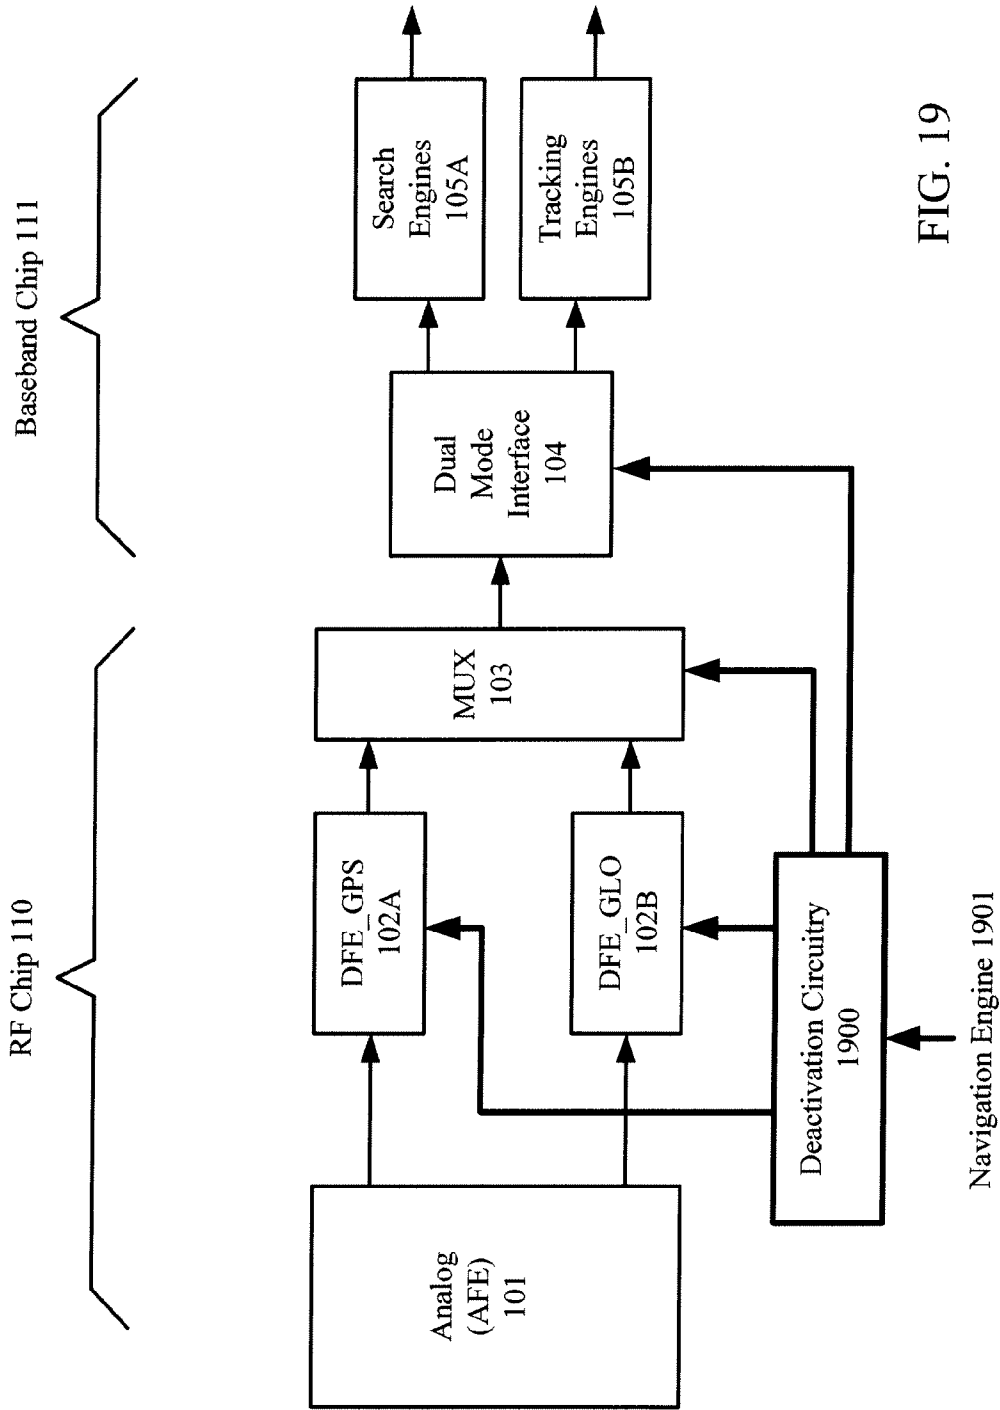 RF Chip 110
Baseband Chip 111
Analog
(AFE)
101
DFE_GPS
102A
DFE_GLO
102B
MUX
103
Dual
Mode
Interface
104
Search
Engines
105A
Tracking
Engines
105B
Deactivation Circuitry
1900
Navigation Engine 1901
FIG. 19